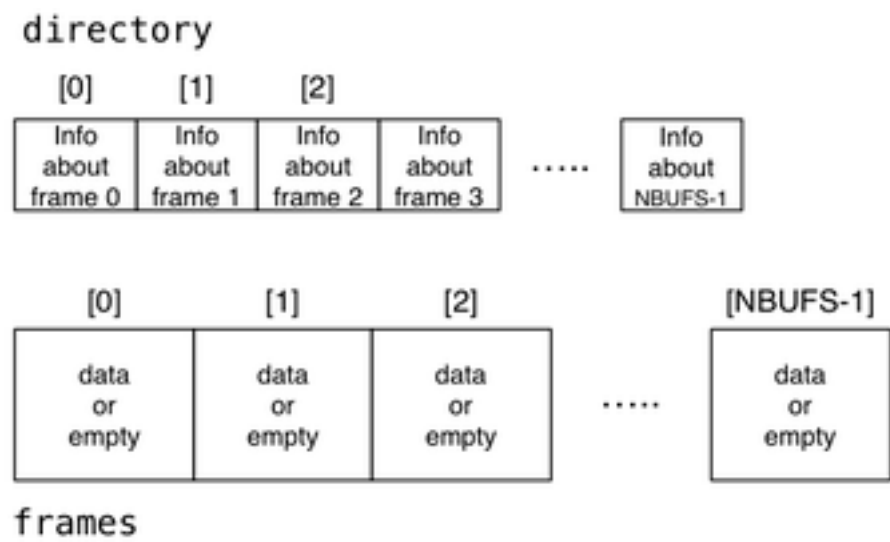 directory
[0] [1] [2]
Info Info Info Info Info
about about about about ..... about
frame 0 frame 1 frame 2 frame 3 NBUFS-1
[0] [1] [2] [NBUFS-1]
data data data data
or or or ..... or
empty empty empty empty
frames